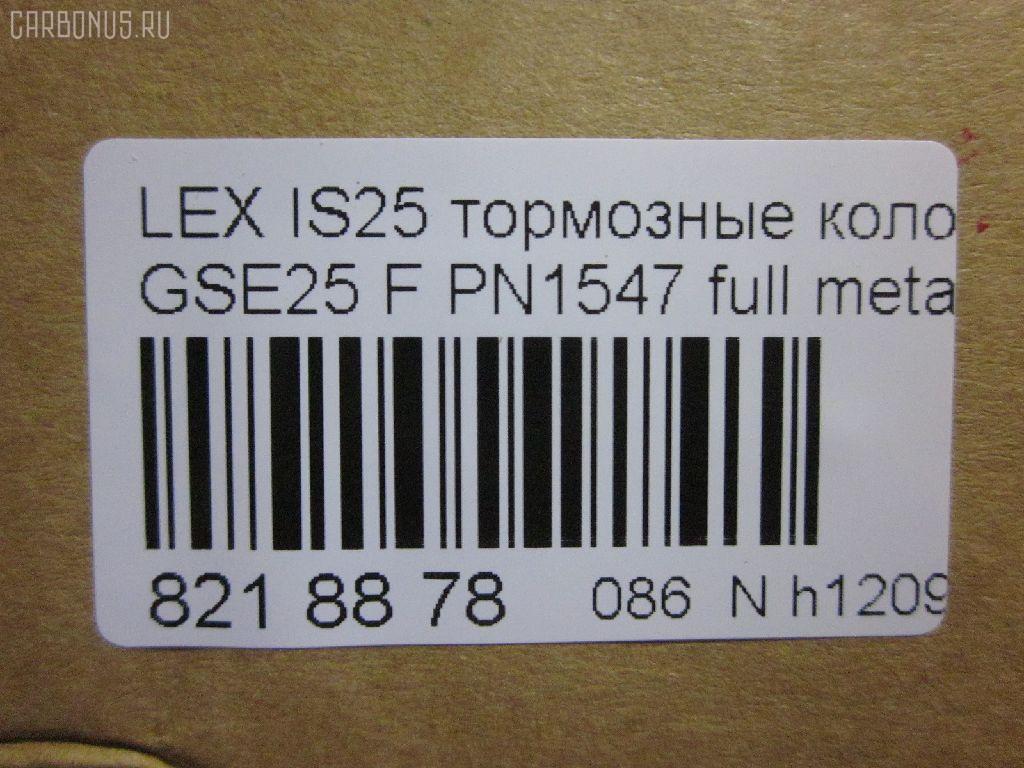 CARBONUS.RU
LEX IS25 тормозные коло
GSE25 F PN1547 full meta
821 88 78 086 N h1209